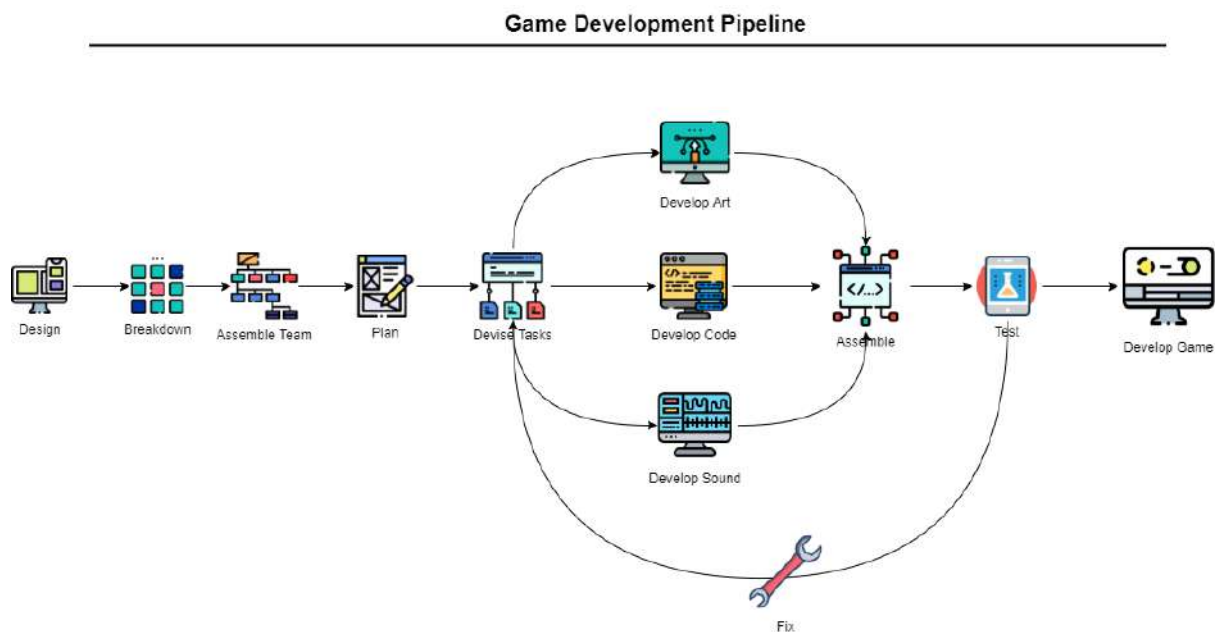 Game Development Pipeline
Develop Art
Design
Breakdown
Assemble Team
Plan
Devise Tasks
Develop Code
Assemble
Test
Develop Game
Develop Sound
Fix